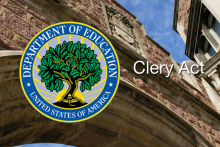 DEPARTMENT OF EDUCATION
Clery Act
UNITED STATES OF AMERICA